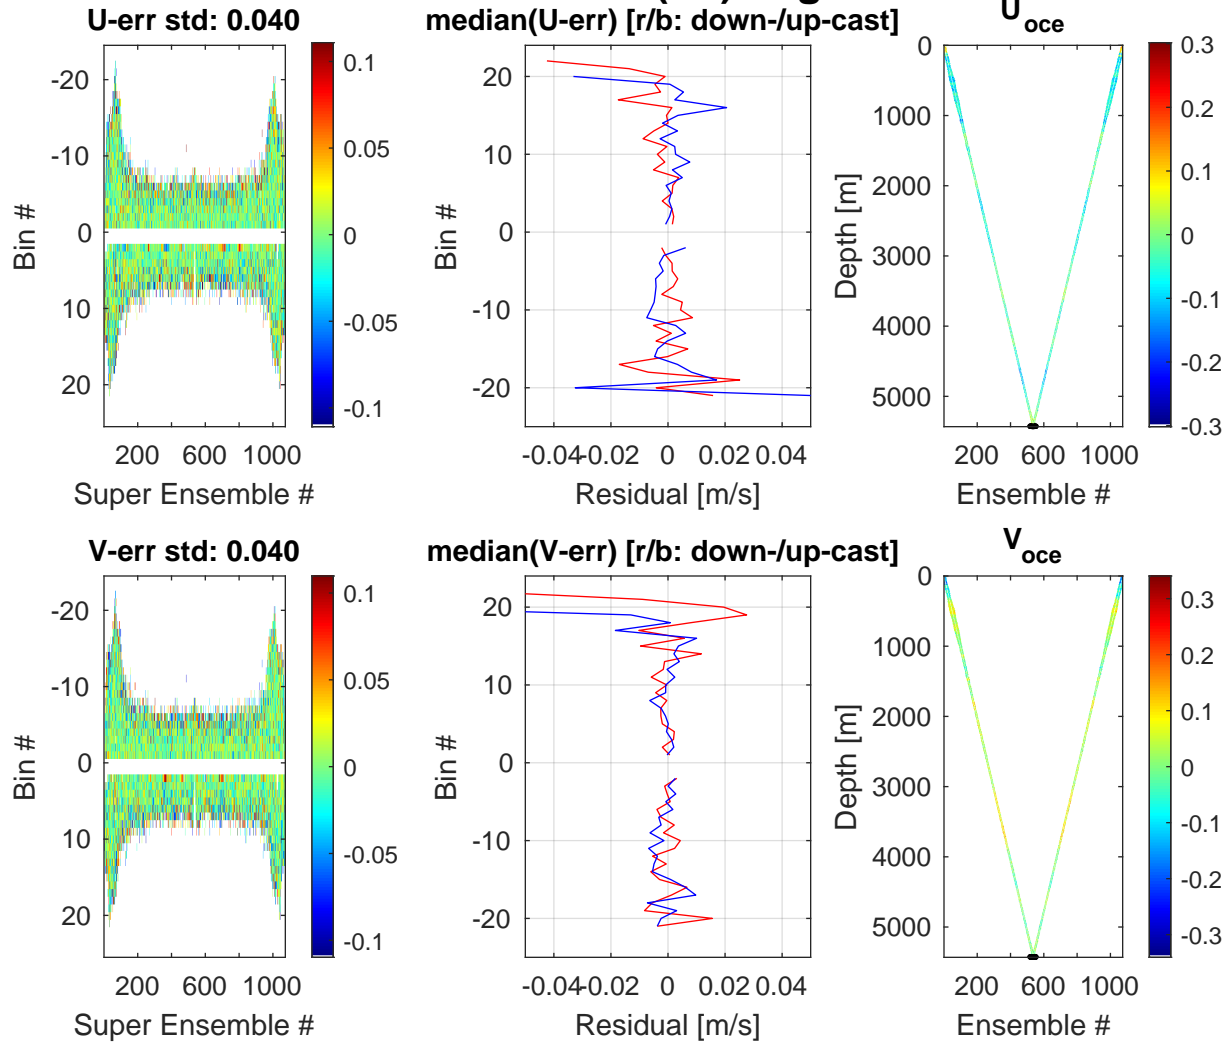 U-err std: 0.040
median(U-err) [r/b: down-/up-cast]
U_oce
-20
-10
0
10
20
Bin #
200 600 1000
Super Ensemble #
0.1
0.05
0
-0.05
-0.1
20
10
0
-10
-20
Bin #
-0.04 -0.02 0 0.02 0.04
Residual [m/s]
0
1000
2000
3000
4000
5000
Depth [m]
200 600 1000
Ensemble #
0.3
0.2
0.1
0
-0.1
-0.2
-0.3
V-err std: 0.040
median(V-err) [r/b: down-/up-cast]
V_oce
-20
-10
0
10
20
Bin #
200 600 1000
Super Ensemble #
0.1
0.05
0
-0.05
-0.1
20
10
0
-10
-20
Bin #
-0.04 -0.02 0 0.02 0.04
Residual [m/s]
0
1000
2000
3000
4000
5000
Depth [m]
200 600 1000
Ensemble #
0.3
0.2
0.1
0
-0.1
-0.2
-0.3